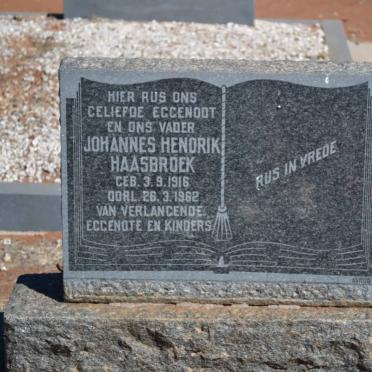 HIER RUS ONS
GELIEFDE EGGENOOT
EN ONS VADER
JOHANNES HENDRIK
HAASBROEK
GEB. 3.9.1916
OORL. 26.3.1962
VAN VERLANGENDE
EGGENOTE EN KINDERS
RUS IN VREDE